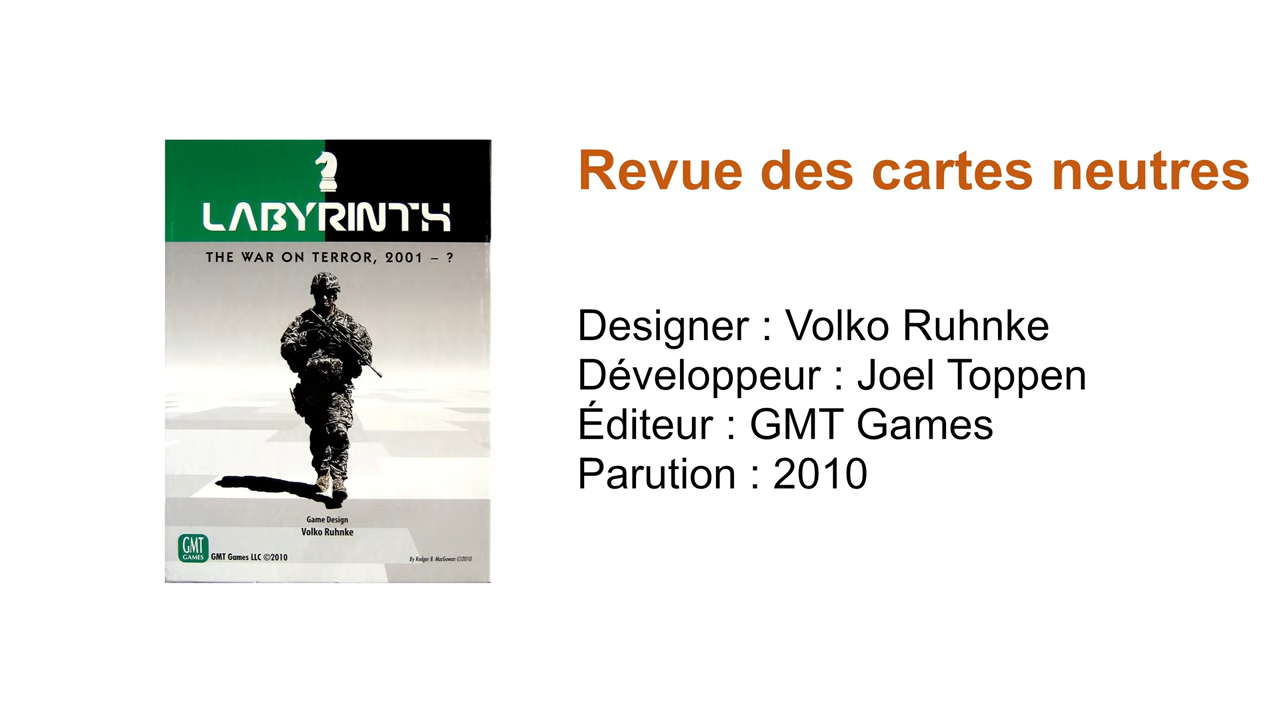 Revue des cartes neutres
LABYRINTH
THE WAR ON TERROR, 2001 – ?
Designer : Volko Ruhnke
Développeur : Joel Toppen
Éditeur : GMT Games
Parution : 2010
Game Design
Volko Ruhnke
GMT
GAMES
GMT Games LLC ©2010
By Rodger B. MacGowan ©2010